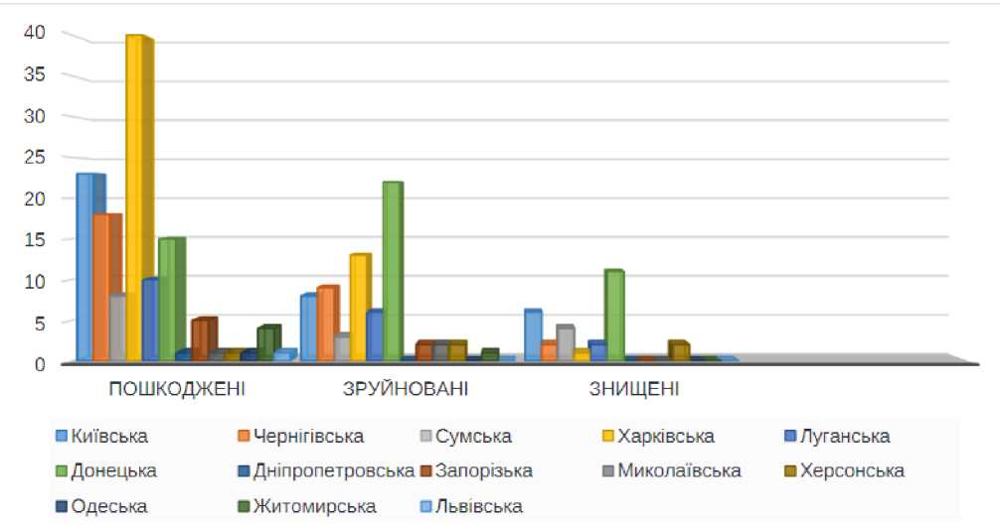 40
35
30
25
20
15
10
5
0
ПОШКОДЖЕНІ ЗРУЙНОВАНІ ЗНИЩЕНІ
Київська Чернігівська Сумська Харківська Луганська
Донецька Дніпропетровська Запорізька Миколаївська Херсонська
Одеська Житомирська Львівська